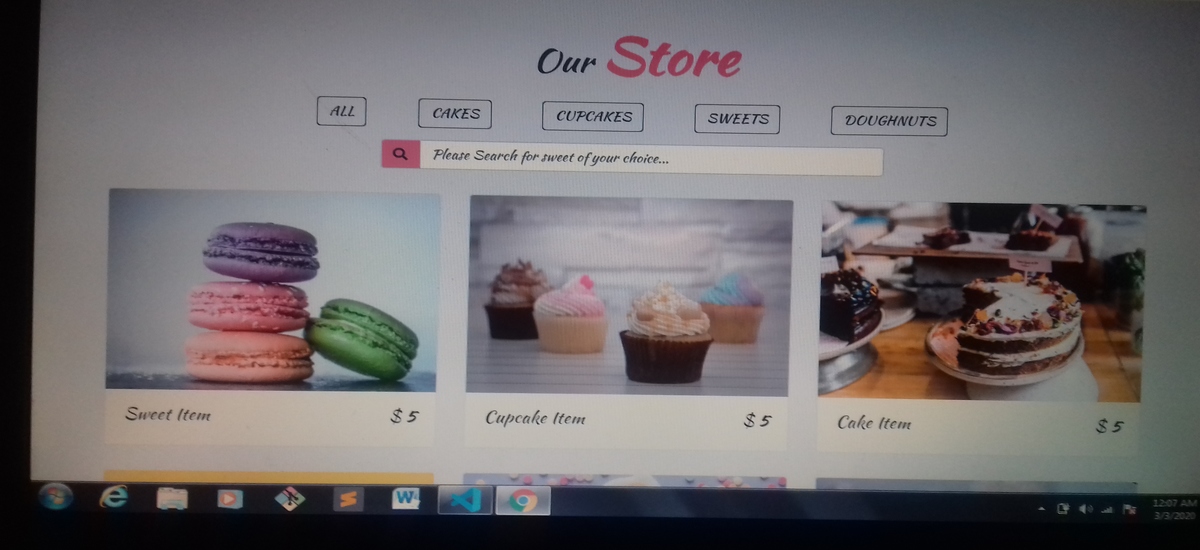 Our Store
ALL CAKES CUPCAKES SWEETS DOUGHNUTS
Please Search for sweet of your choice...
Sweet Item $5 Cupcake Item $5 Cake Item $5
12:07 AM
3/3/2020